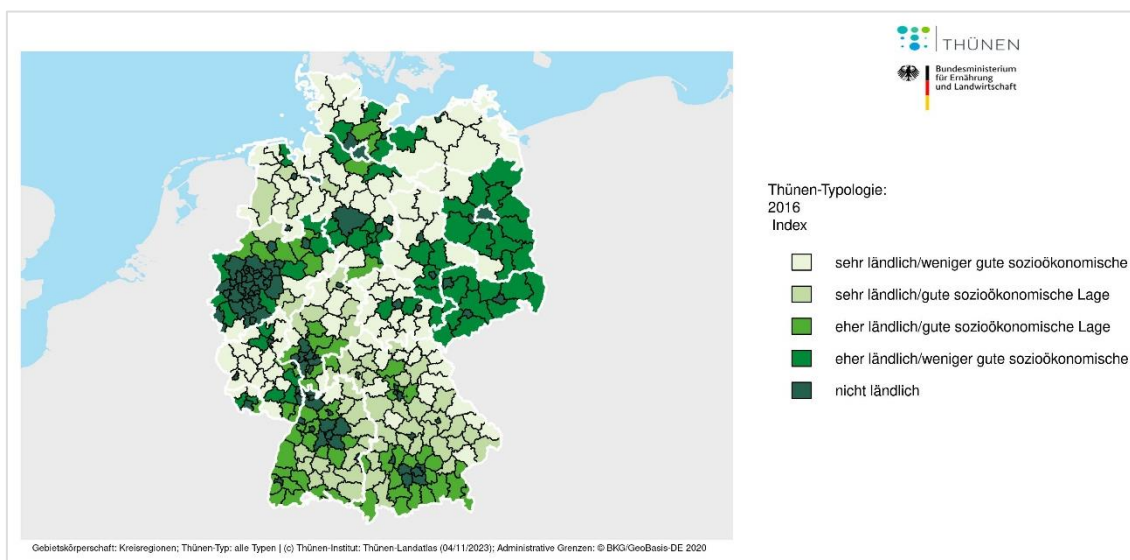 THÜNEN
Bundesministerium
für Ernährung
und Landwirtschaft
Thünen-Typologie:
2016
Index
sehr ländlich/weniger gute sozioökonomische
sehr ländlich/gute sozioökonomische Lage
eher ländlich/gute sozioökonomische Lage
eher ländlich/weniger gute sozioökonomische
nicht ländlich
Gebietskörperschaft: Kreisregionen; Thünen-Typ: alle Typen | (c) Thünen-Institut: Thünen-Landatlas (04/11/2023); Administrative Grenzen: © BKG/GeoBasis-DE 2020